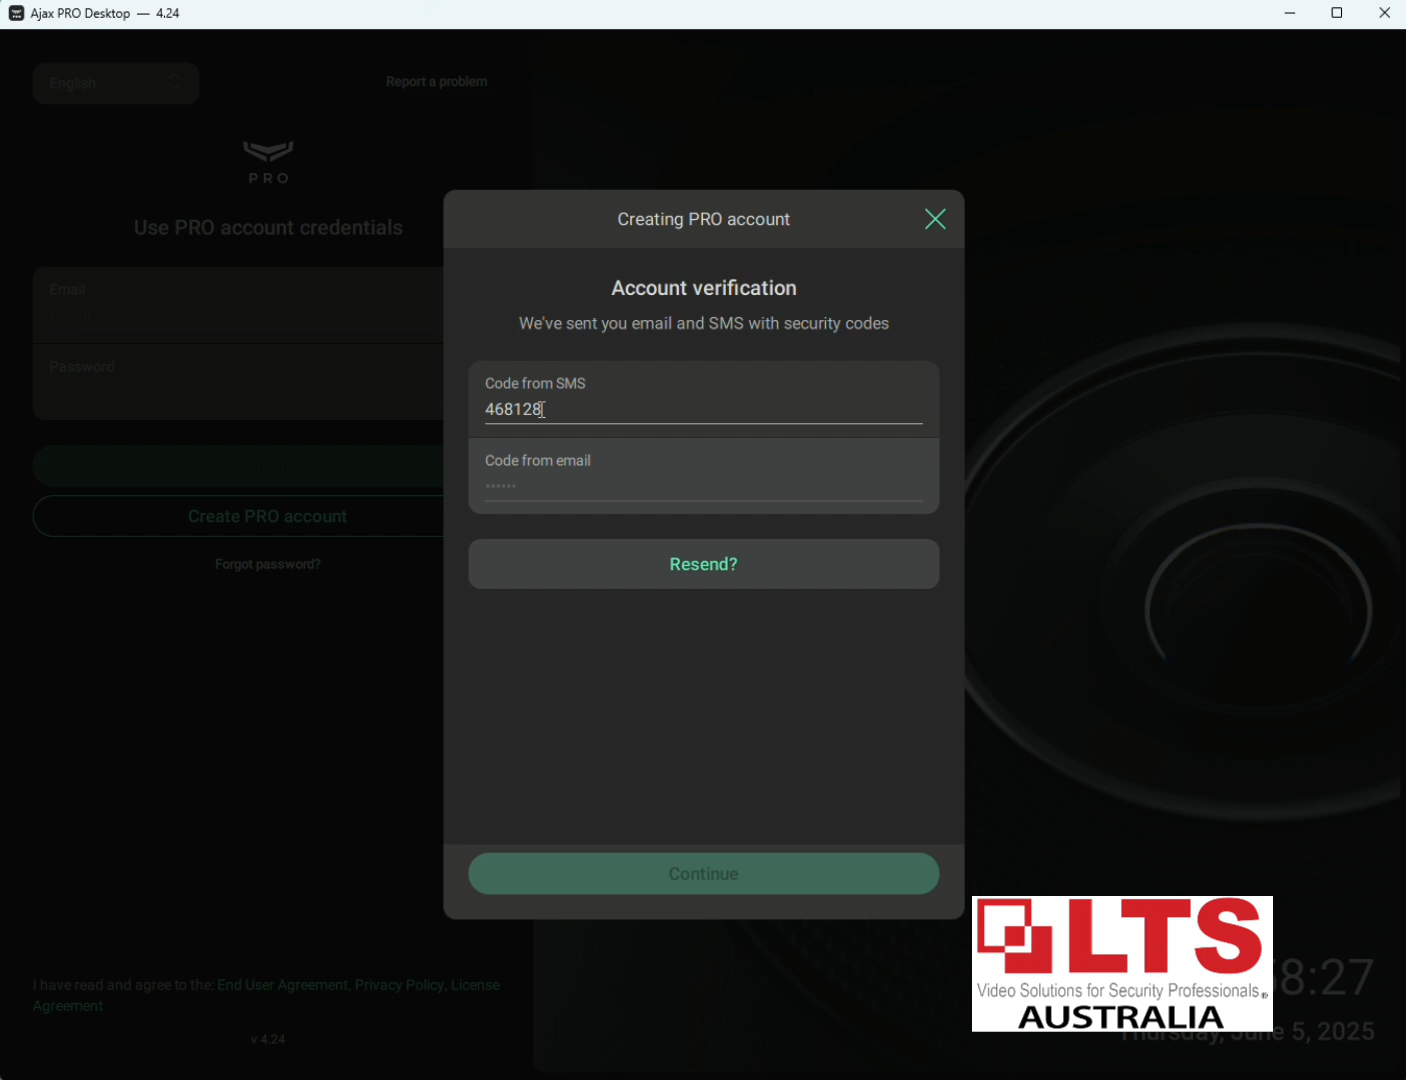 Ajax PRO Desktop — 4.24
English
Report a problem
PRO
Use PRO account credentials
Email
Password
Create PRO account
Forgot password?
I have read and agree to the: End User Agreement, Privacy Policy, License
Agreement
v 4.24
Creating PRO account
Account verification
We've sent you email and SMS with security codes
Code from SMS
468128
Code from email
••••••
Resend?
Continue
LTS
Video Solutions for Security Professionals®
AUSTRALIA
8:27
Thursday, June 5, 2025